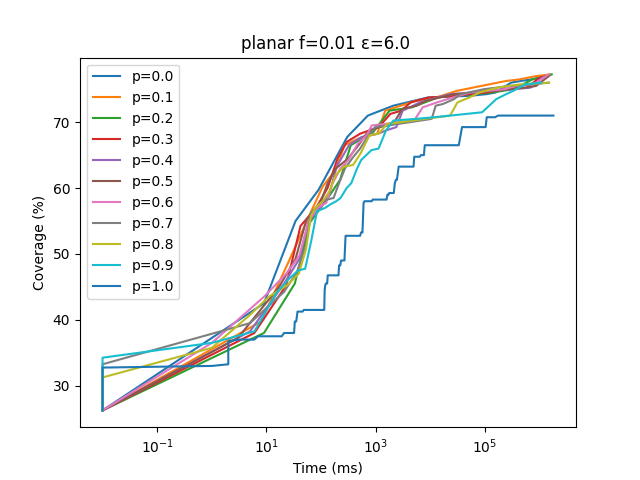 planar f=0.01 ε=6.0
p=0.0
p=0.1
p=0.2
p=0.3
p=0.4
p=0.5
p=0.6
p=0.7
p=0.8
p=0.9
p=1.0
Coverage (%)
70
60
50
40
30
10⁻¹ 10¹ 10³ 10⁵
Time (ms)